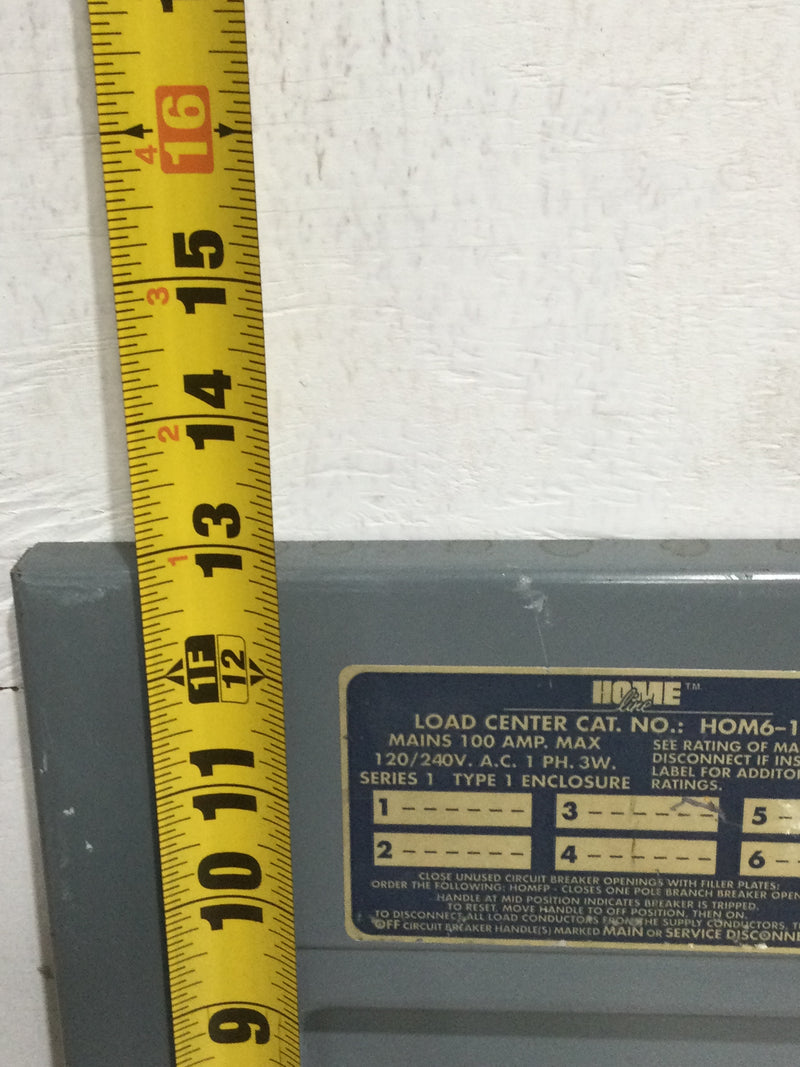 16
4
15
3
14
2
13
1
1F 12
11
10
9
HOME line ™
LOAD CENTER CAT. NO.: HOM6-1
MAINS 100 AMP. MAX
120/240V. A.C. 1 PH. 3W.
SERIES 1 TYPE 1 ENCLOSURE
SEE RATING OF MA
DISCONNECT IF INS
LABEL FOR ADDITO
RATINGS.
1 ------- 3 ------- 5 -
2 ------- 4 ------- 6 --
CLOSE UNUSED CIRCUIT BREAKER OPENINGS WITH FILLER PLATES:
ORDER THE FOLLOWING: HOMFP - CLOSES ONE POLE BRANCH BREAKER OPEN
HANDLE AT MID POSITION INDICATES BREAKER IS TRIPPED.
TO RESET, MOVE HANDLE TO OFF POSITION, THEN ON.
TO DISCONNECT ALL LOAD CONDUCTORS FROM THE SUPPLY CONDUCTORS, T
OFF CIRCUIT BREAKER HANDLE(S) MARKED MAIN OR SERVICE DISCONNE